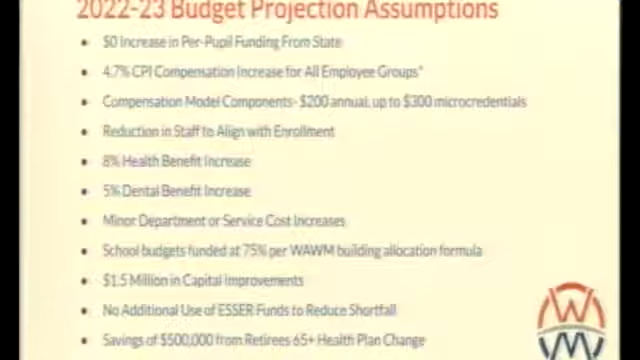 2022-23 Budget Projection Assumptions
• $0 Increase in Per-Pupil Funding From State
• 4.7% CPI Compensation Increase for All Employee Groups*
• Compensation Model Components- $200 annual, up to $300 microcredentials
• Reduction in Staff to Align with Enrollment
• 8% Health Benefit Increase
• 5% Dental Benefit Increase
• Minor Department or Service Cost Increases
• School budgets funded at 75% per WAWM building allocation formula
• $1.5 Million in Capital Improvements
• No Additional Use of ESSER Funds to Reduce Shortfall
• Savings of $500,000 from Retirees 65+ Health Plan Change
WA
WM